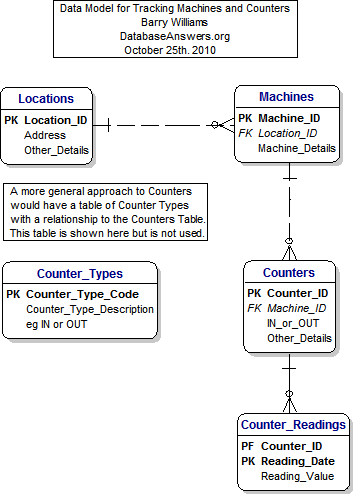 Data Model for Tracking Machines and Counters
Barry Williams
DatabaseAnswers.org
October 25th. 2010
Locations
PK Location_ID
Address
Other_Details
Machines
PK Machine_ID
FK Location_ID
Machine_Details
A more general approach to Counters
would have a table of Counter Types
with a relationship to the Counters Table.
This table is shown here but is not used.
Counter_Types
PK Counter_Type_Code
Counter_Type_Description
eg IN or OUT
Counters
PK Counter_ID
FK Machine_ID
IN_or_OUT
Other_Details
Counter_Readings
PF Counter_ID
PK Reading_Date
Reading_Value